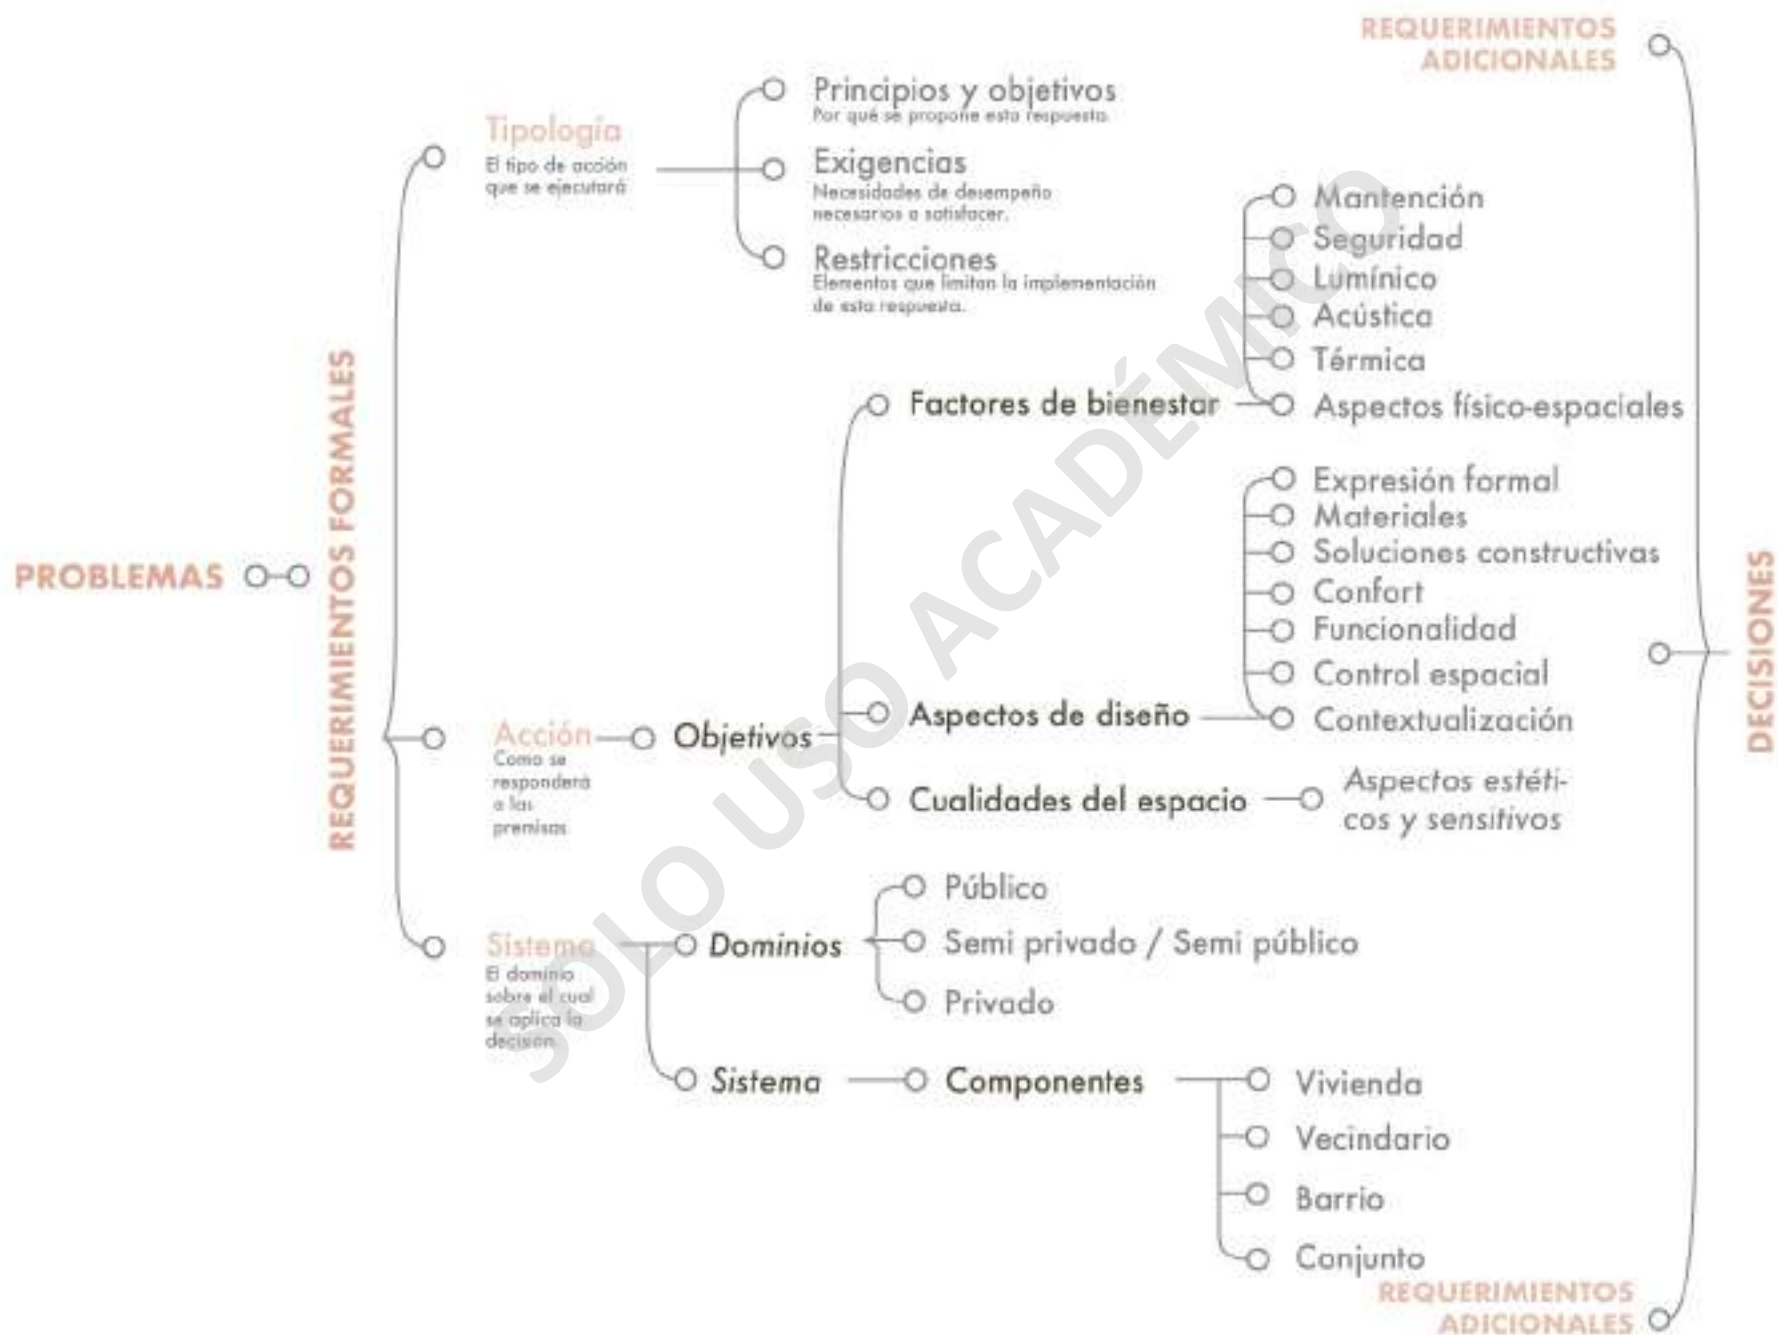 REQUERIMIENTOS
ADICIONALES
Tipología
El tipo de acción
que se ejecutará
Principios y objetivos
Por qué se propone esta respuesta.
Exigencias
Necesidades de desempeño
necesarios a satisfacer.
Restricciones
Elementos que limitan la implementación
de esta respuesta.
Mantención
Seguridad
Lumínico
Acústica
Térmica
Factores de bienestar
Aspectos físico-espaciales
Expresión formal
Materiales
Soluciones constructivas
Confort
Funcionalidad
Control espacial
PROBLEMAS
REQUERIMIENTOS FORMALES
DECISIONES
Acción
Como se
responderá
a las
premisas
Objetivos
Aspectos de diseño
Contextualización
Cualidades del espacio
Aspectos estéti-
cos y sensitivos
Sistema
El dominio
sobre el cual
se aplica la
decisión.
Dominios
Público
Semi privado / Semi público
Privado
Sistema
Componentes
Vivienda
Vecindario
Barrio
Conjunto
REQUERIMIENTOS
ADICIONALES
SOLO USO ACADÉMICO